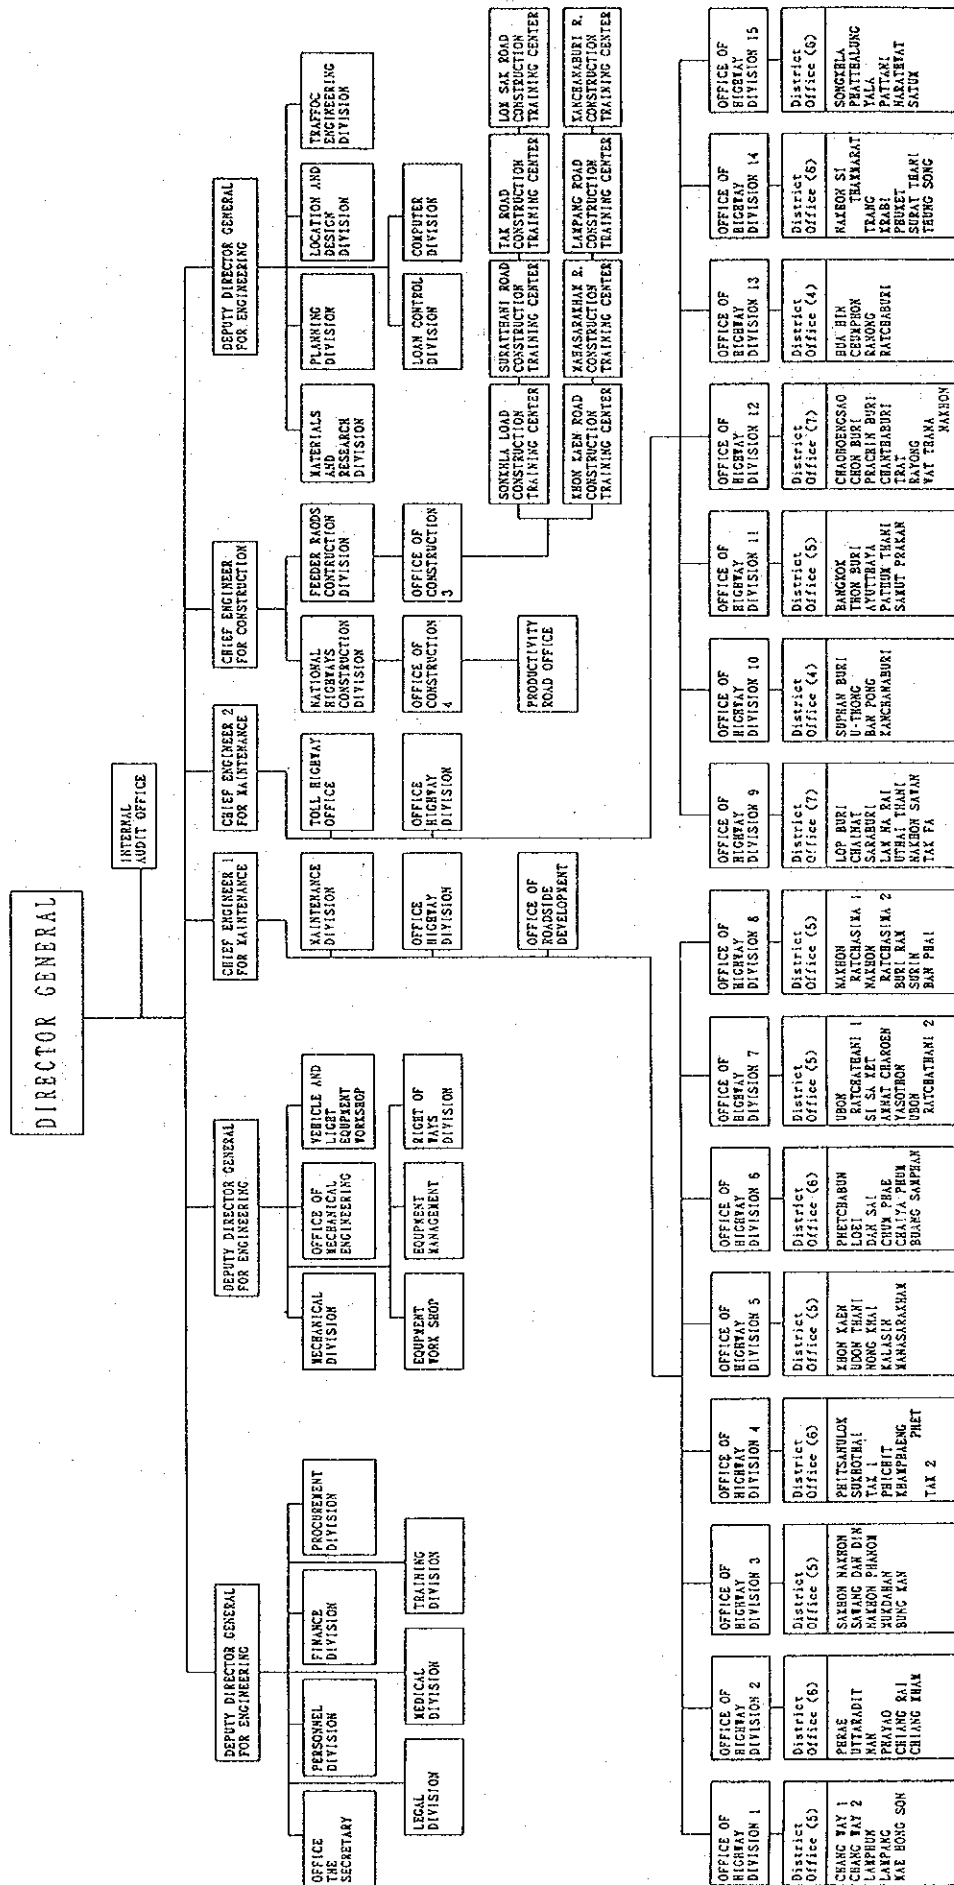 DIRECTOR GENERAL
INTERNAL
AUDIT OFFICE
DEPUTY DIRECTOR GENERAL
FOR ENGINEERING
DEPUTY DIRECTOR GENERAL
FOR ENGINEERING
CHIEF ENGINEER 1
FOR MAINTENANCE
CHIEF ENGINEER 2
FOR MAINTENANCE
CHIEF ENGINEER
FOR CONSTRUCTION
DEPUTY DIRECTOR GENERAL
FOR ENGINEERING
OFFICE
THE
SECRETARY
PERSONNEL
DIVISION
FINANCE
DIVISION
PROCUREMENT
DIVISION
LEGAL
DIVISION
MEDICAL
DIVISION
TRAINING
DIVISION
MECHANICAL
DIVISION
OFFICE OF
MECHANICAL
ENGINEERING
VEHICLE AND
LIGHT
EQUPMENT
WORKSHOP
EQUPMENT
WORK SHOP
EQUPMENT
MANAGEMENT
RIGHT OF
WAYS
DIVISION
MAINTENANCE
DIVISION
OFFICE
HIGHWAY
DIVISION
OFFICE OF
ROADSIDE
DEVELOPMENT
TOLL HIGHWAY
OFFICE
OFFICE
HIGHWAY
DIVISION
NATIONAL
HIGHWAYS
CONSTRUCTION
DIVISION
FEEDER RAODS
CONTRUCTION
DIVISION
OFFICE OF
CONSTRUCTION
4
OFFICE OF
CONSTRUCTION
3
PRODUCTIVITY
ROAD OFFICE
MATERIALS
AND
RESEARCH
DIVISION
PLANNING
DIVISION
LOCATION AND
DESIGN
DIVISION
TRAFFOC
ENGINEERING
DIVISION
LOAN CONTROL
DIVISION
COMPUTER
DIVISION
SONKHLA LOAD
CONSTRUCTION
TRAINING CENTER
SURATTHANI ROAD
CONSTRUCTION
TRAINING CENTER
TAK ROAD
CONSTRUCTION
TRAINING CENTER
LOM SAK ROAD
CONSTRUCTION
TRAINING CENTER
KHON KAEN ROAD
CONSTRUCTION
TRAINING CENTER
MAHASARAKHAM R.
CONSTRUCTION
TRAINING CENTER
LAMPANG ROAD
CONSTRUCTION
TRAINING CENTER
KANCHANABURI R.
CONSTRUCTION
TRAINING CENTER
OFFICE OF
HIGHWAY
DIVISION 1
District
Office (5)
CHANG WAY 1
CHANG WAY 2
LAMPHUN
LAMPANG
MAE HONG SON
OFFICE OF
HIGHWAY
DIVISION 2
District
Office (6)
PHRAE
UTTARADIT
NAN
PHAYAO
CHIANG RAI
CHIANG KHAM
OFFICE OF
HIGHWAY
DIVISION 3
District
Office (5)
SAKHON NAKHON
SAWANG DAN DIN
NAKHON PHANOM
MUKDAHAN
BUNG KAN
OFFICE OF
HIGHWAY
DIVISION 4
District
Office (6)
PHITSANULOK
SUKHOTHAI
TAK 1
PHICHIT
KHAMPHAENG
PHET
TAK 2
OFFICE OF
HIGHWAY
DIVISION 5
District
Office (5)
KHON KAEN
UDON THANI
NONG KHAI
KALASIN
MAHASARAKHAM
OFFICE OF
HIGHWAY
DIVISION 6
District
Office (6)
PHETCHABUN
LOEI
DAN SAI
CHUM PHAE
CHAIYA PHUM
BUANG SAMPHAN
OFFICE OF
HIGHWAY
DIVISION 7
District
Office (5)
UBON
RATCHATHANI 1
SI SA KET
AMNAT CHAROEN
YASOTHON
UBON
RATCHATHANI 2
OFFICE OF
HIGHWAY
DIVISION 8
District
Office (5)
NAKHON
RATCHASIMA 1
NAKHON
RATCHASIMA 2
BURI RAM
SURIN
BAN PHAI
OFFICE OF
HIGHWAY
DIVISION 9
District
Office (7)
LOP BURI
CHAINAT
SARABURI
LAM NA RAI
UTHAI THANI
NAKHON SAWAN
TAK FA
OFFICE OF
HIGHWAY
DIVISION 10
District
Office (4)
SUPHAN BURI
U-THONG
BAN PONG
KANCHANABURI
OFFICE OF
HIGHWAY
DIVISION 11
District
Office (5)
BANGKOK
THON BURI
AYUTTHAYA
PATHUM THANI
SAMUT PRAKAN
OFFICE OF
HIGHWAY
DIVISION 12
District
Office (7)
CHAOHOENGSAO
CHON BURI
PRACHIN BURI
CHANTHABURI
TRAT
RAYONG
WAT THANA
NAKHON
OFFICE OF
HIGHWAY
DIVISION 13
District
Office (4)
HUA HIN
CHUMPHON
RANONG
RATCHABURI
OFFICE OF
HIGHWAY
DIVISION 14
District
Office (6)
NAKHON SI
THAMMARAT
TRANG
KRABI
PHUKET
SURAT THANI
THUNG SONG
OFFICE OF
HIGHWAY
DIVISION 15
District
Office (6)
SONGKHLA
PHATTHALUNG
YALA
PATTANI
NARATHWAT
SATUN